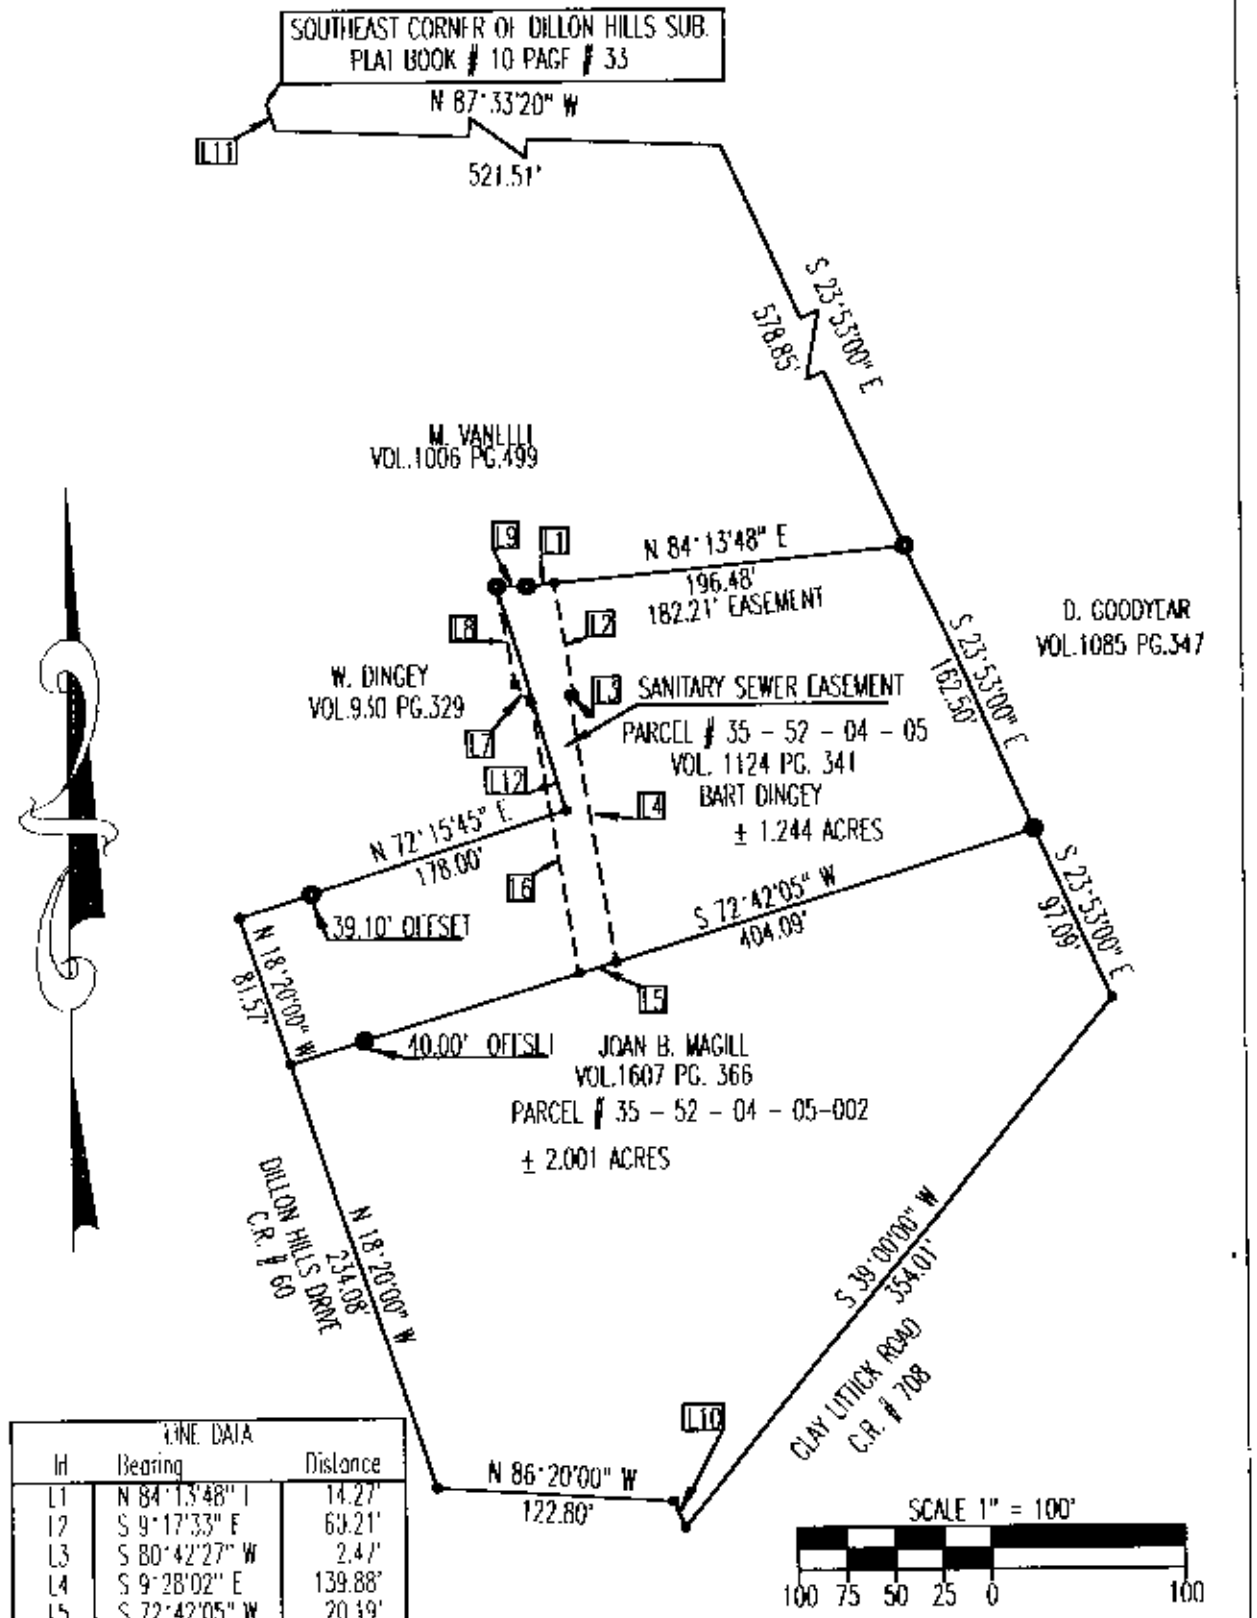 SOUTHEAST CORNER OF DILLON HILLS SUB.
PLAT BOOK # 10 PAGE # 33
N 87°33'20" W
L11
521.51'
S 23°53'00" E
578.85'
M. VANELLI
VOL.1006 PG.499
L9
L1
N 84°13'48" E
196.48'
182.21' EASEMENT
L8
L2
D. GOODYEAR
VOL.1085 PG.347
S 23°53'00" E
162.50'
W. DINGEY
VOL.930 PG.329
L3
SANITARY SEWER EASEMENT
PARCEL # 35 - 52 - 04 - 05
VOL. 1124 PG. 341
BART DINGEY
± 1.244 ACRES
L7
L12
L4
N 72°15'45" E
178.00'
L6
S 72°42'05" W
404.09'
S 23°53'00" E
97.09'
39.10' OFFSET
N 18°20'00" W
81.57'
L5
40.00' OFFSET
JOAN B. MAGILL
VOL.1607 PG. 366
PARCEL # 35 - 52 - 04 - 05-002
± 2.001 ACRES
DILLON HILLS DRIVE
C.R. # 60
N 18°20'00" W
234.08'
S 39°00'00" W
354.01'
CLAY LITTICK ROAD
C.R. # 708
L10
N 86°20'00" W
122.80'
LINE DATA
Id Bearing Distance
L1 N 84°13'48" E 14.27'
L2 S 9°17'33" E
L3 S 80°42'27" W 2.47'
L4 S 9°28'02" E 139.88'
L5 S 72°42'05" W 20.19'
SCALE 1" = 100'
100 75 50 25 0 100